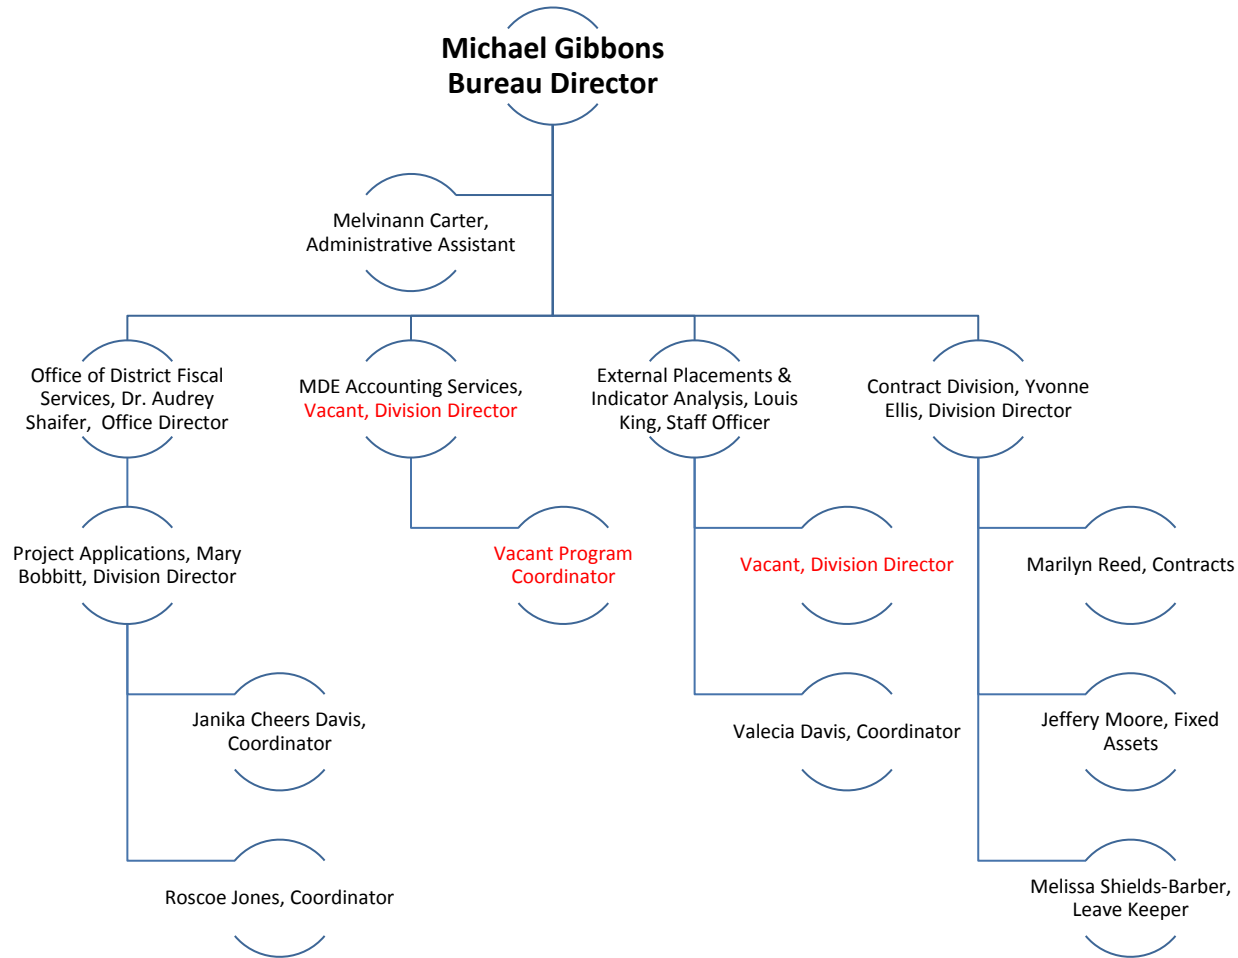 Michael Gibbons
Bureau Director
Melvinann Carter,
Administrative Assistant
Office of District Fiscal
Services, Dr. Audrey
Shaifer, Office Director
MDE Accounting Services,
Vacant, Division Director
External Placements &
Indicator Analysis, Louis
King, Staff Officer
Contract Division, Yvonne
Ellis, Division Director
Project Applications, Mary
Bobbitt, Division Director
Vacant Program
Coordinator
Vacant, Division Director
Marilyn Reed, Contracts
Janika Cheers Davis,
Coordinator
Valecia Davis, Coordinator
Jeffery Moore, Fixed
Assets
Roscoe Jones, Coordinator
Melissa Shields-Barber,
Leave Keeper